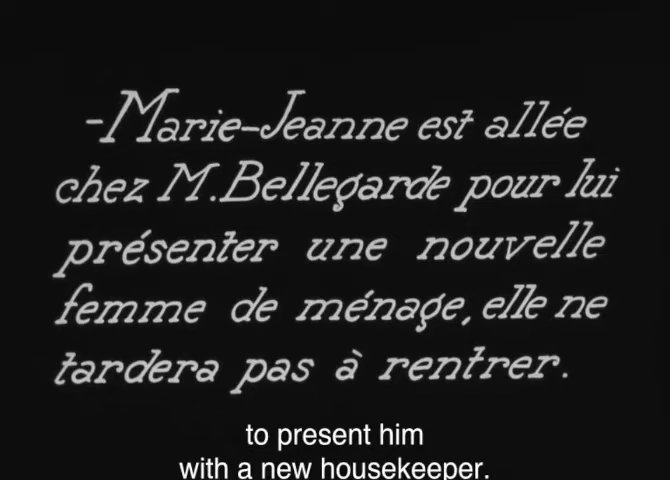 -Marie-Jeanne est allée
chez M. Bellegarde pour lui
présenter une nouvelle
femme de ménage, elle ne
tardera pas à rentrer.
to present him
with a new housekeeper.